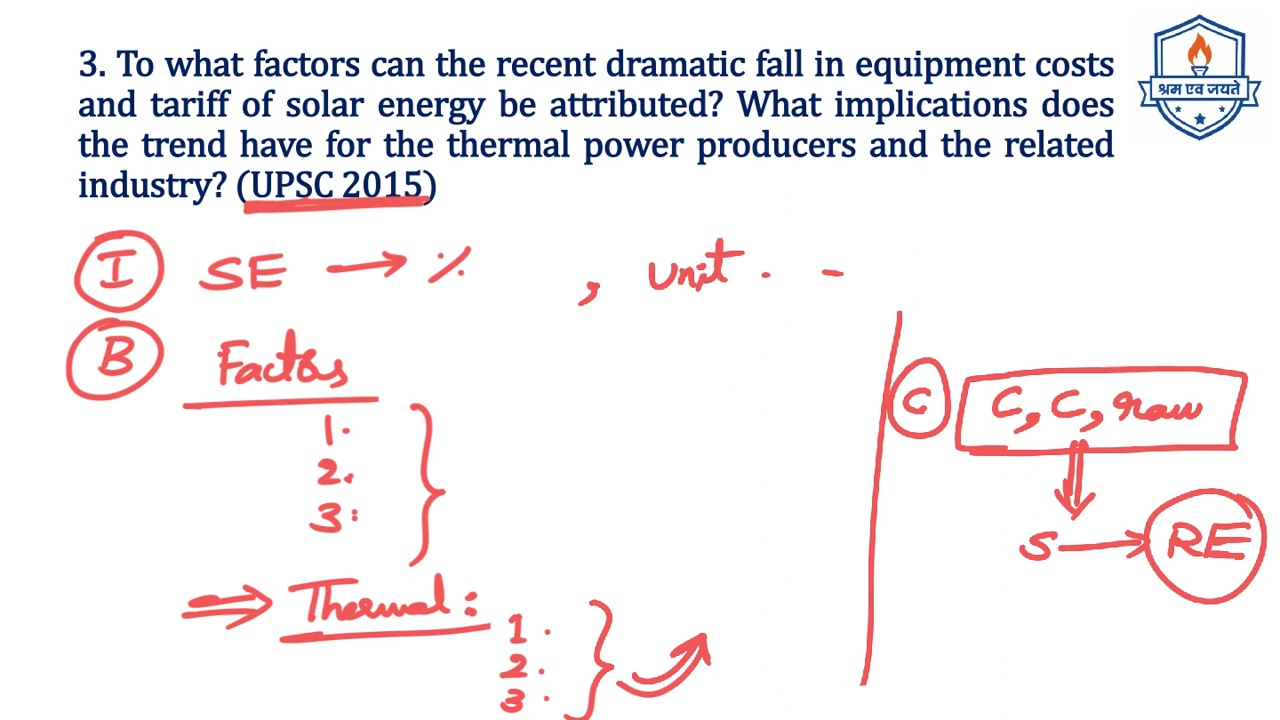 3. To what factors can the recent dramatic fall in equipment costs
and tariff of solar energy be attributed? What implications does
the trend have for the thermal power producers and the related
industry? (UPSC 2015)
श्रम एव जयते
I SE → % , Unit. -
B Factors
1.
2.
3:
⇒ Thermal:
1.
2.
3.
C C, C, raw
S → RE